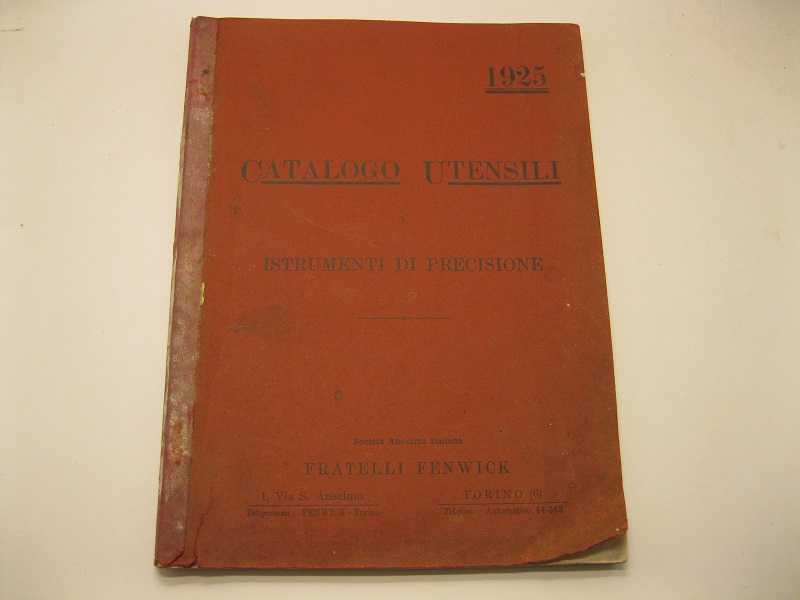 1925
CATALOGO UTENSILI
E
ISTRUMENTI DI PRECISIONE
Società Anonima Italiana
FRATELLI FENWICK
1, Via S. Anselmo TORINO (6)
Telegrammi FENWICK - Torino Telefono Automatico